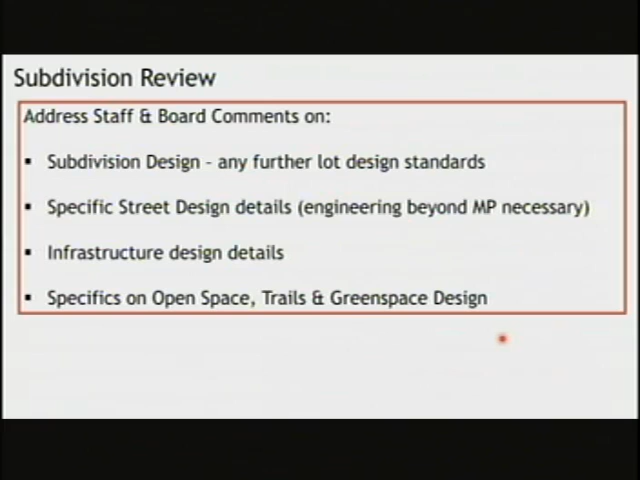 Subdivision Review
Address Staff & Board Comments on:
▪ Subdivision Design – any further lot design standards
▪ Specific Street Design details (engineering beyond MP necessary)
▪ Infrastructure design details
▪ Specifics on Open Space, Trails & Greenspace Design